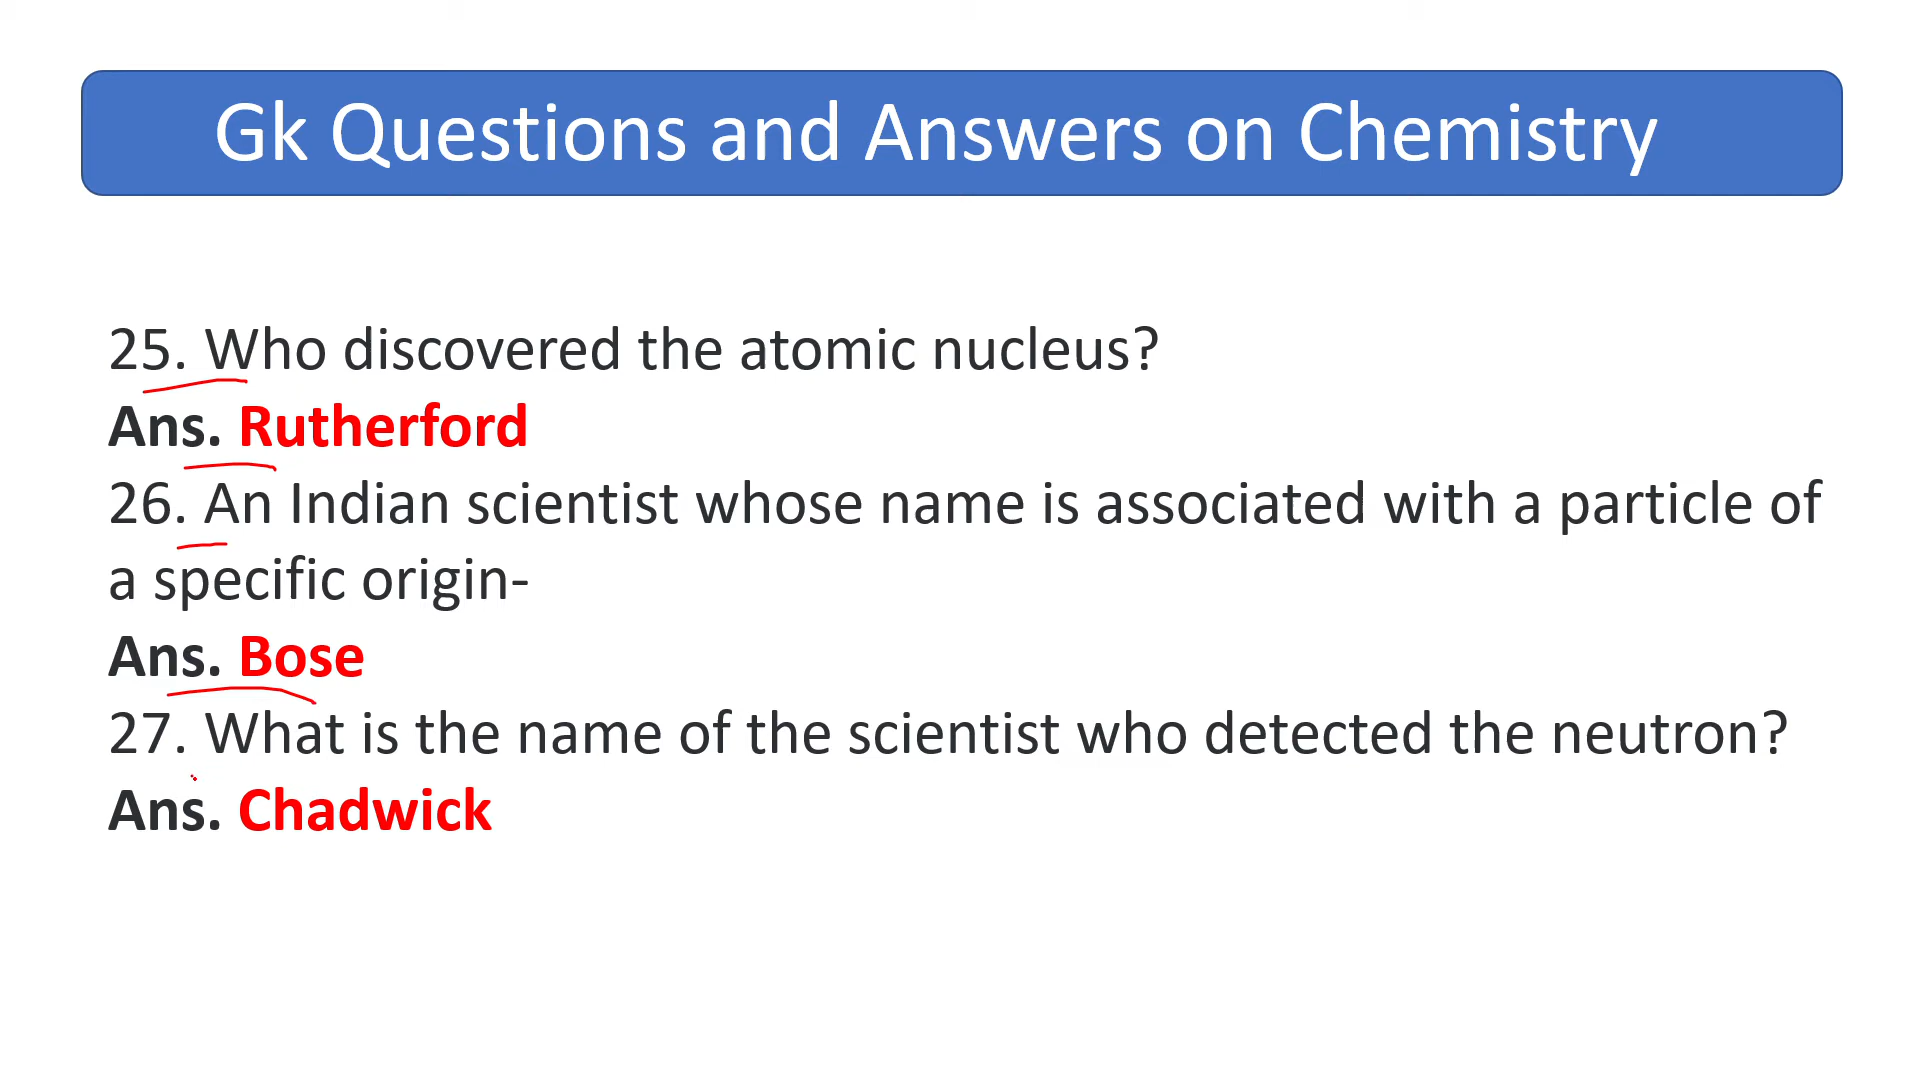 Gk Questions and Answers on Chemistry
25. Who discovered the atomic nucleus?
Ans. Rutherford
26. An Indian scientist whose name is associated with a particle of
a specific origin-
Ans. Bose
27. What is the name of the scientist who detected the neutron?
Ans. Chadwick